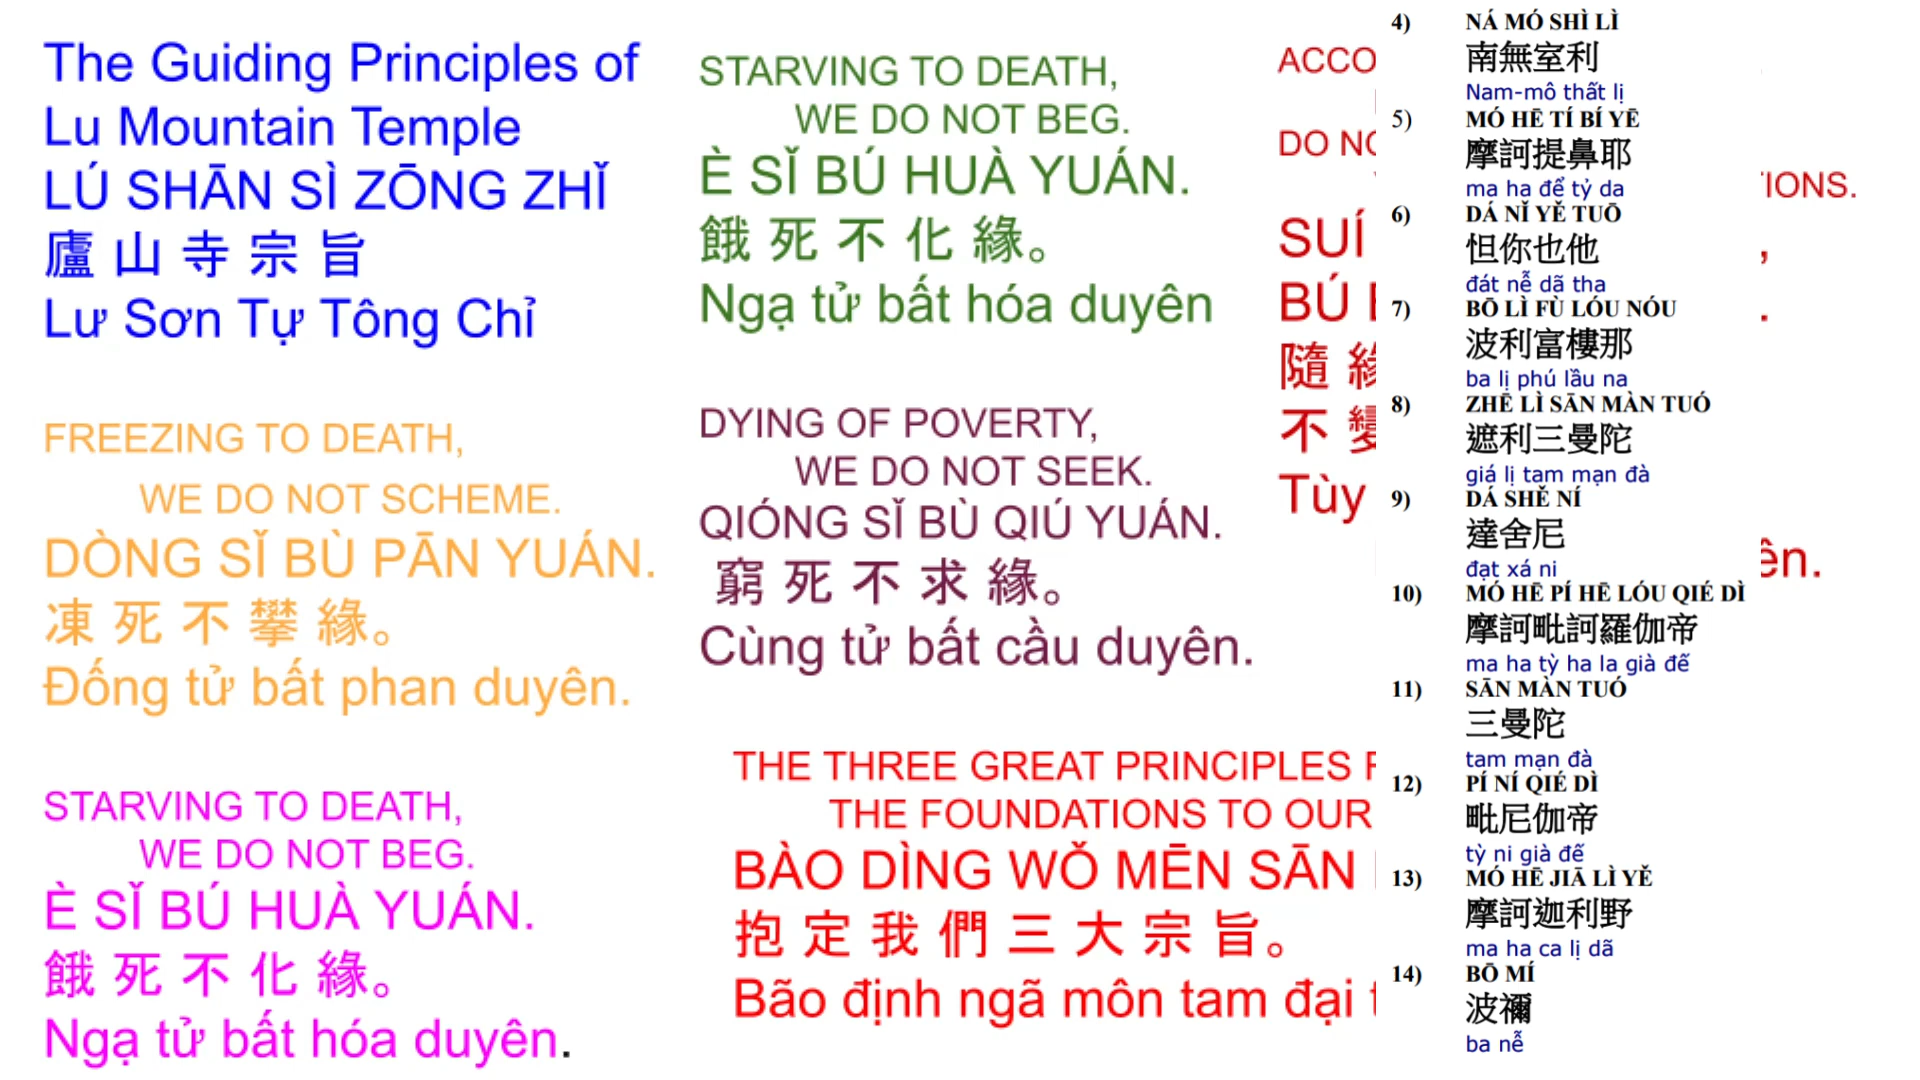 The Guiding Principles of
Lu Mountain Temple
LÚ SHĀN SÌ ZŌNG ZHǏ
廬 山 寺 宗 旨
Lư Sơn Tự Tông Chỉ
FREEZING TO DEATH,
WE DO NOT SCHEME.
DÒNG SǏ BÙ PĀN YUÁN.
凍 死 不 攀 緣。
Đống tử bất phan duyên.
STARVING TO DEATH,
WE DO NOT BEG.
È SǏ BÚ HUÀ YUÁN.
餓 死 不 化 緣。
Ngạ tử bất hóa duyên.
STARVING TO DEATH,
WE DO NOT BEG.
È SǏ BÚ HUÀ YUÁN.
餓 死 不 化 緣。
Ngạ tử bất hóa duyên
DYING OF POVERTY,
WE DO NOT SEEK.
QIÓNG SǏ BÙ QIÚ YUÁN.
窮 死 不 求 緣。
Cùng tử bất cầu duyên.
THE THREE GREAT PRINCIPLES
THE FOUNDATIONS TO OUR
BÀO DÌNG WǑ MĒN SĀN
抱 定 我 們 三 大 宗 旨。
Bão định ngã môn tam đại
DO
SUÍ
BÚ
隨 緣
不 變
Tùy
4) NÁ MÓ SHÌ LÌ
南無室利
Nam-mô thất lị
5) MÓ HĒ TÍ BÍ YĒ
摩訶提鼻耶
ma ha để tỷ da
6) DÁ NǏ YĚ TUŌ
怛你也他
đát nễ dã tha
7) BŌ LÌ FÙ LÓU NÓU
波利富樓那
ba lị phú lầu na
8) ZHĒ LÌ SĀN MÀN TUÓ
遮利三曼陀
giá lị tam mạn đà
9) DÁ SHĚ NÍ
達舍尼
đạt xá ni
10) MÓ HĒ PÍ HĒ LÓU QIÉ DÌ
摩訶毗訶羅伽帝
ma ha tỳ ha la già đế
11) SĀN MÀN TUÓ
三曼陀
tam mạn đà
12) PÍ NÍ QIÉ DÌ
毗尼伽帝
tỳ ni già đế
13) MÓ HĒ JIĀ LÌ YĚ
摩訶迦利野
ma ha ca lị dã
14) BŌ MÍ
波禰
ba nễ